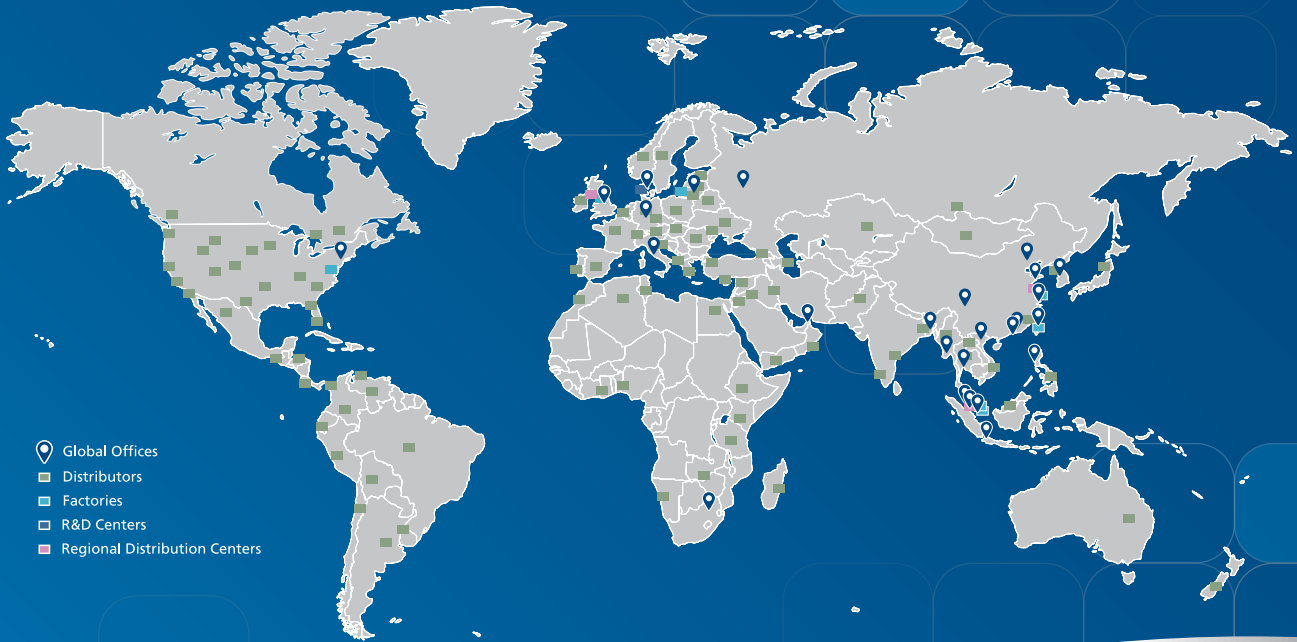 Global Offices
Distributors
Factories
R&D Centers
Regional Distribution Centers